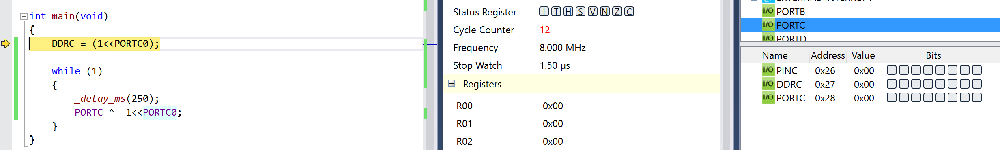 int main(void)
{
DDRC = (1<<PORTC0);
while (1)
{
_delay_ms(250);
PORTC ^= 1<<PORTC0;
}
}
Status Register I T H S V N Z C
Cycle Counter 12
Frequency 8.000 MHz
Stop Watch 1.50 µs
Registers
R00 0x00
R01 0x00
R02 0x00
EXTERNAL_INTERRUPT
I/O PORTB
I/O PORTC
I/O PORTD
Name Address Value Bits
I/O PINC 0x26 0x00
I/O DDRC 0x27 0x00
I/O PORTC 0x28 0x00